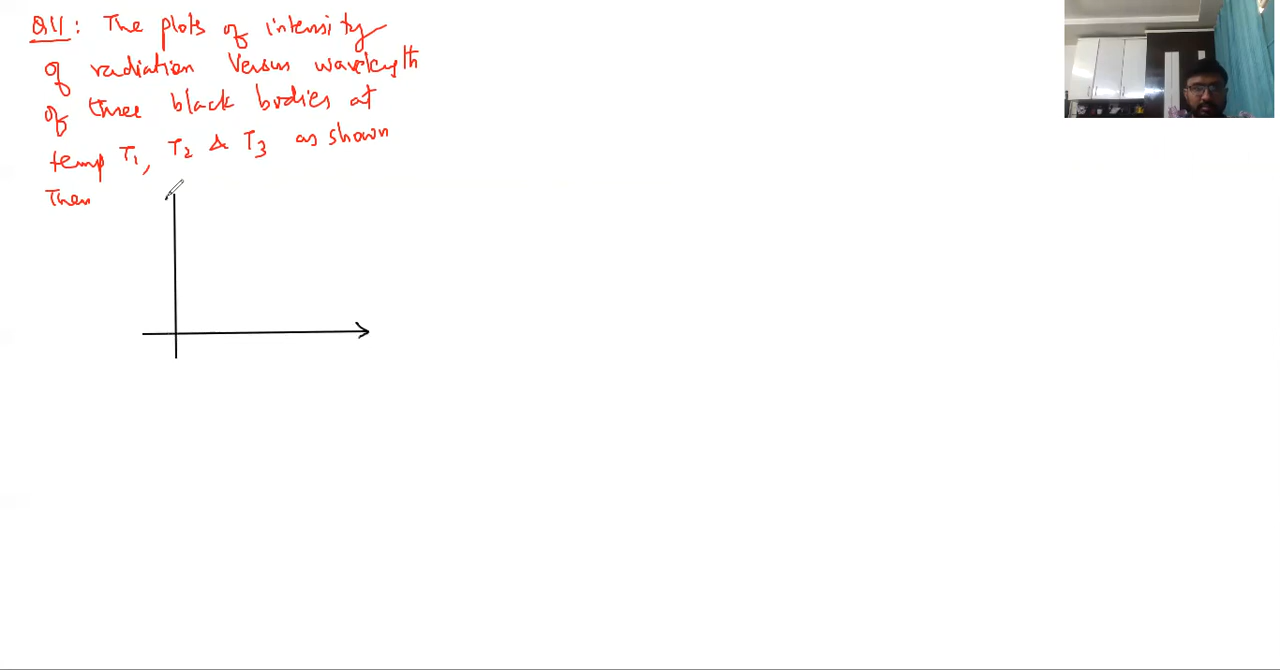 Q11: The plots of intensity
of radiation Versus wavelength
of three black bodies at
temp T1, T2 & T3 as shown
Then